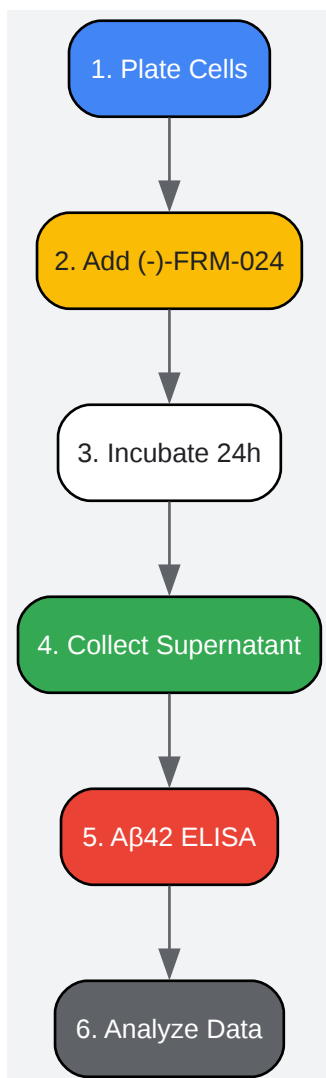 1. Plate Cells
2. Add (-)-FRM-024
3. Incubate 24h
4. Collect Supernatant
5. Aβ42 ELISA
6. Analyze Data